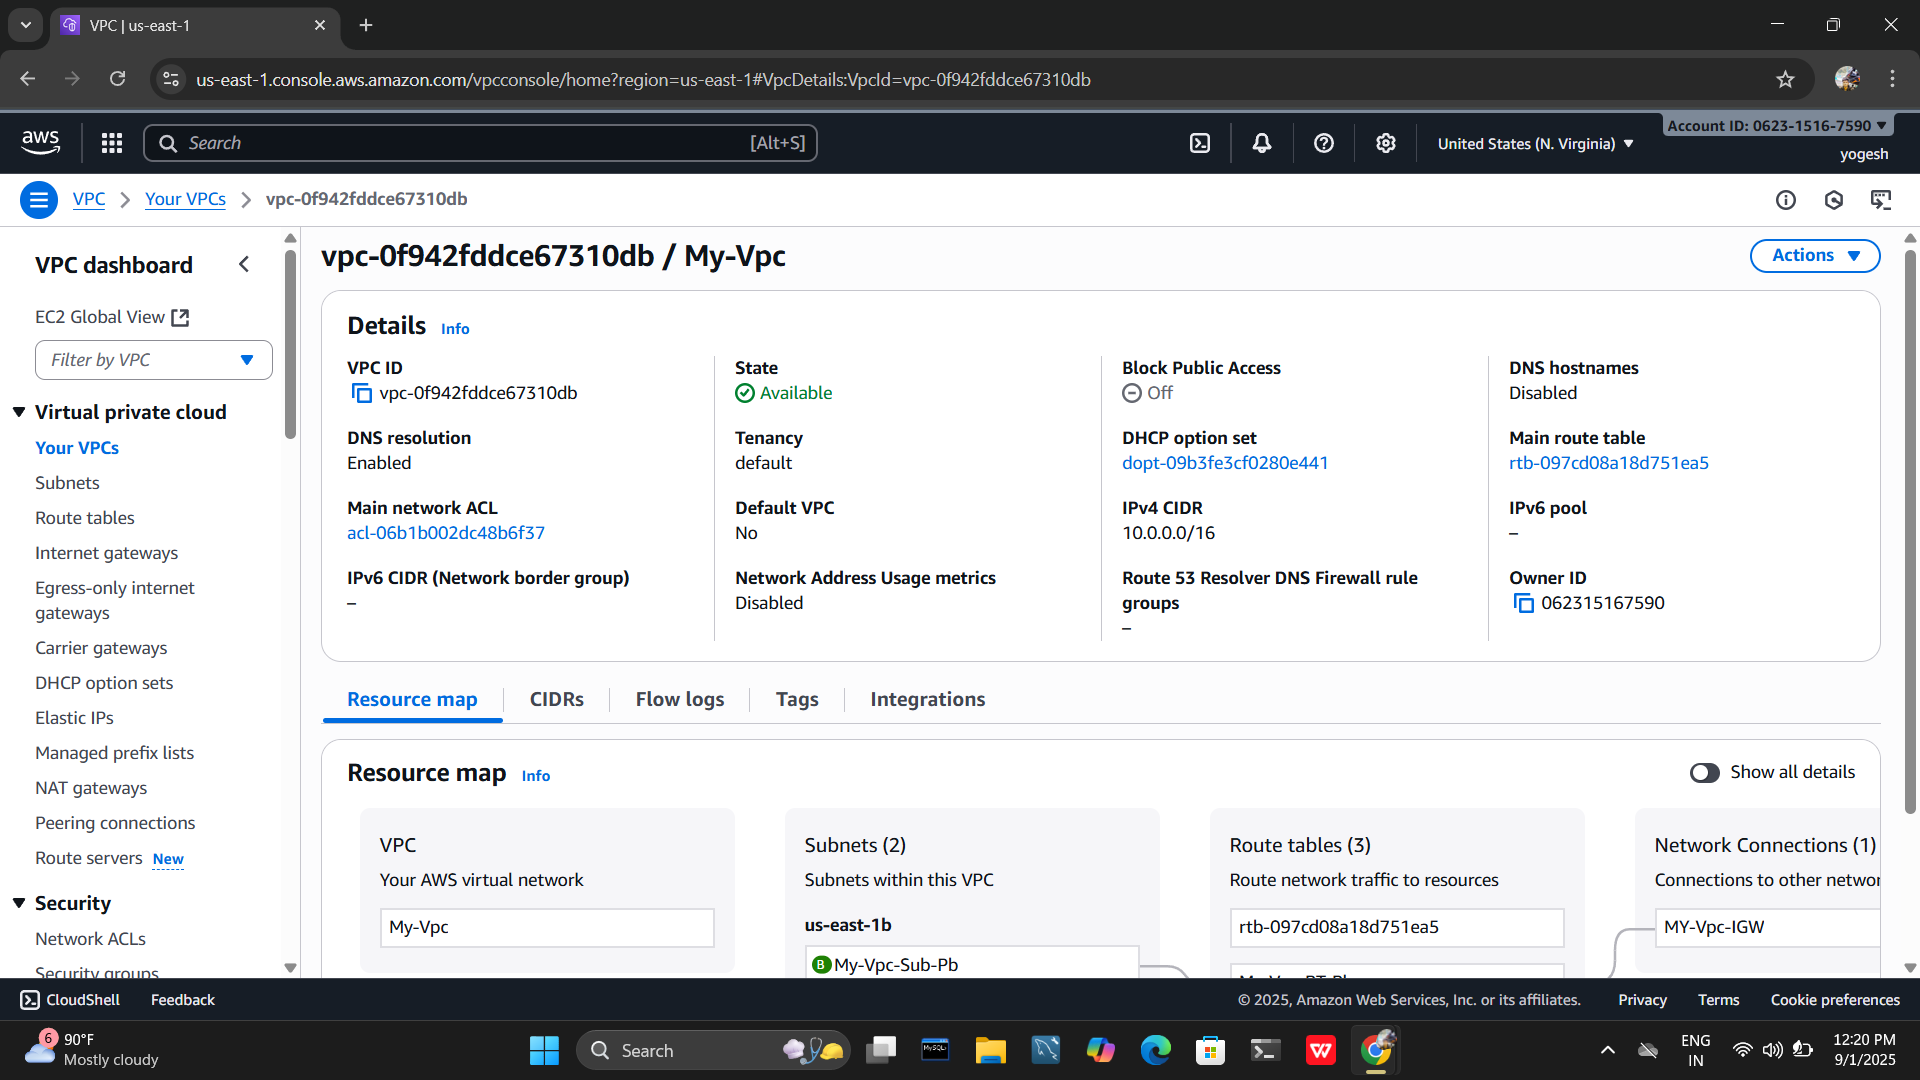 VPC | us-east-1
us-east-1.console.aws.amazon.com/vpcconsole/home?region=us-east-1#VpcDetails:VpcId=vpc-0f942fddce67310db
aws
Search
[Alt+S]
United States (N. Virginia)
Account ID: 0623-1516-7590
yogesh
VPC
Your VPCs
vpc-0f942fddce67310db
VPC dashboard
EC2 Global View
Filter by VPC
Virtual private cloud
Your VPCs
Subnets
Route tables
Internet gateways
Egress-only internet
gateways
Carrier gateways
DHCP option sets
Elastic IPs
Managed prefix lists
NAT gateways
Peering connections
Route servers New
Security
Network ACLs
Security groups
vpc-0f942fddce67310db / My-Vpc
Actions
Details Info
VPC ID
vpc-0f942fddce67310db
State
Available
Block Public Access
Off
DNS hostnames
Disabled
DNS resolution
Enabled
Tenancy
default
DHCP option set
dopt-09b3fe3cf0280e441
Main route table
rtb-097cd08a18d751ea5
Main network ACL
acl-06b1b002dc48b6f37
Default VPC
No
IPv4 CIDR
10.0.0.0/16
IPv6 pool
–
IPv6 CIDR (Network border group)
–
Network Address Usage metrics
Disabled
Route 53 Resolver DNS Firewall rule
groups
–
Owner ID
062315167590
Resource map
CIDRs
Flow logs
Tags
Integrations
Resource map Info
Show all details
VPC
Your AWS virtual network
My-Vpc
Subnets (2)
Subnets within this VPC
us-east-1b
B My-Vpc-Sub-Pb
Route tables (3)
Route network traffic to resources
rtb-097cd08a18d751ea5
Network Connections (1)
Connections to other
MY-Vpc-IGW
CloudShell
Feedback
© 2025, Amazon Web Services, Inc. or its affiliates.
Privacy
Terms
Cookie preferences
6
90°F
Mostly cloudy
Search
MySQL
W
ENG
IN
12:20 PM
9/1/2025